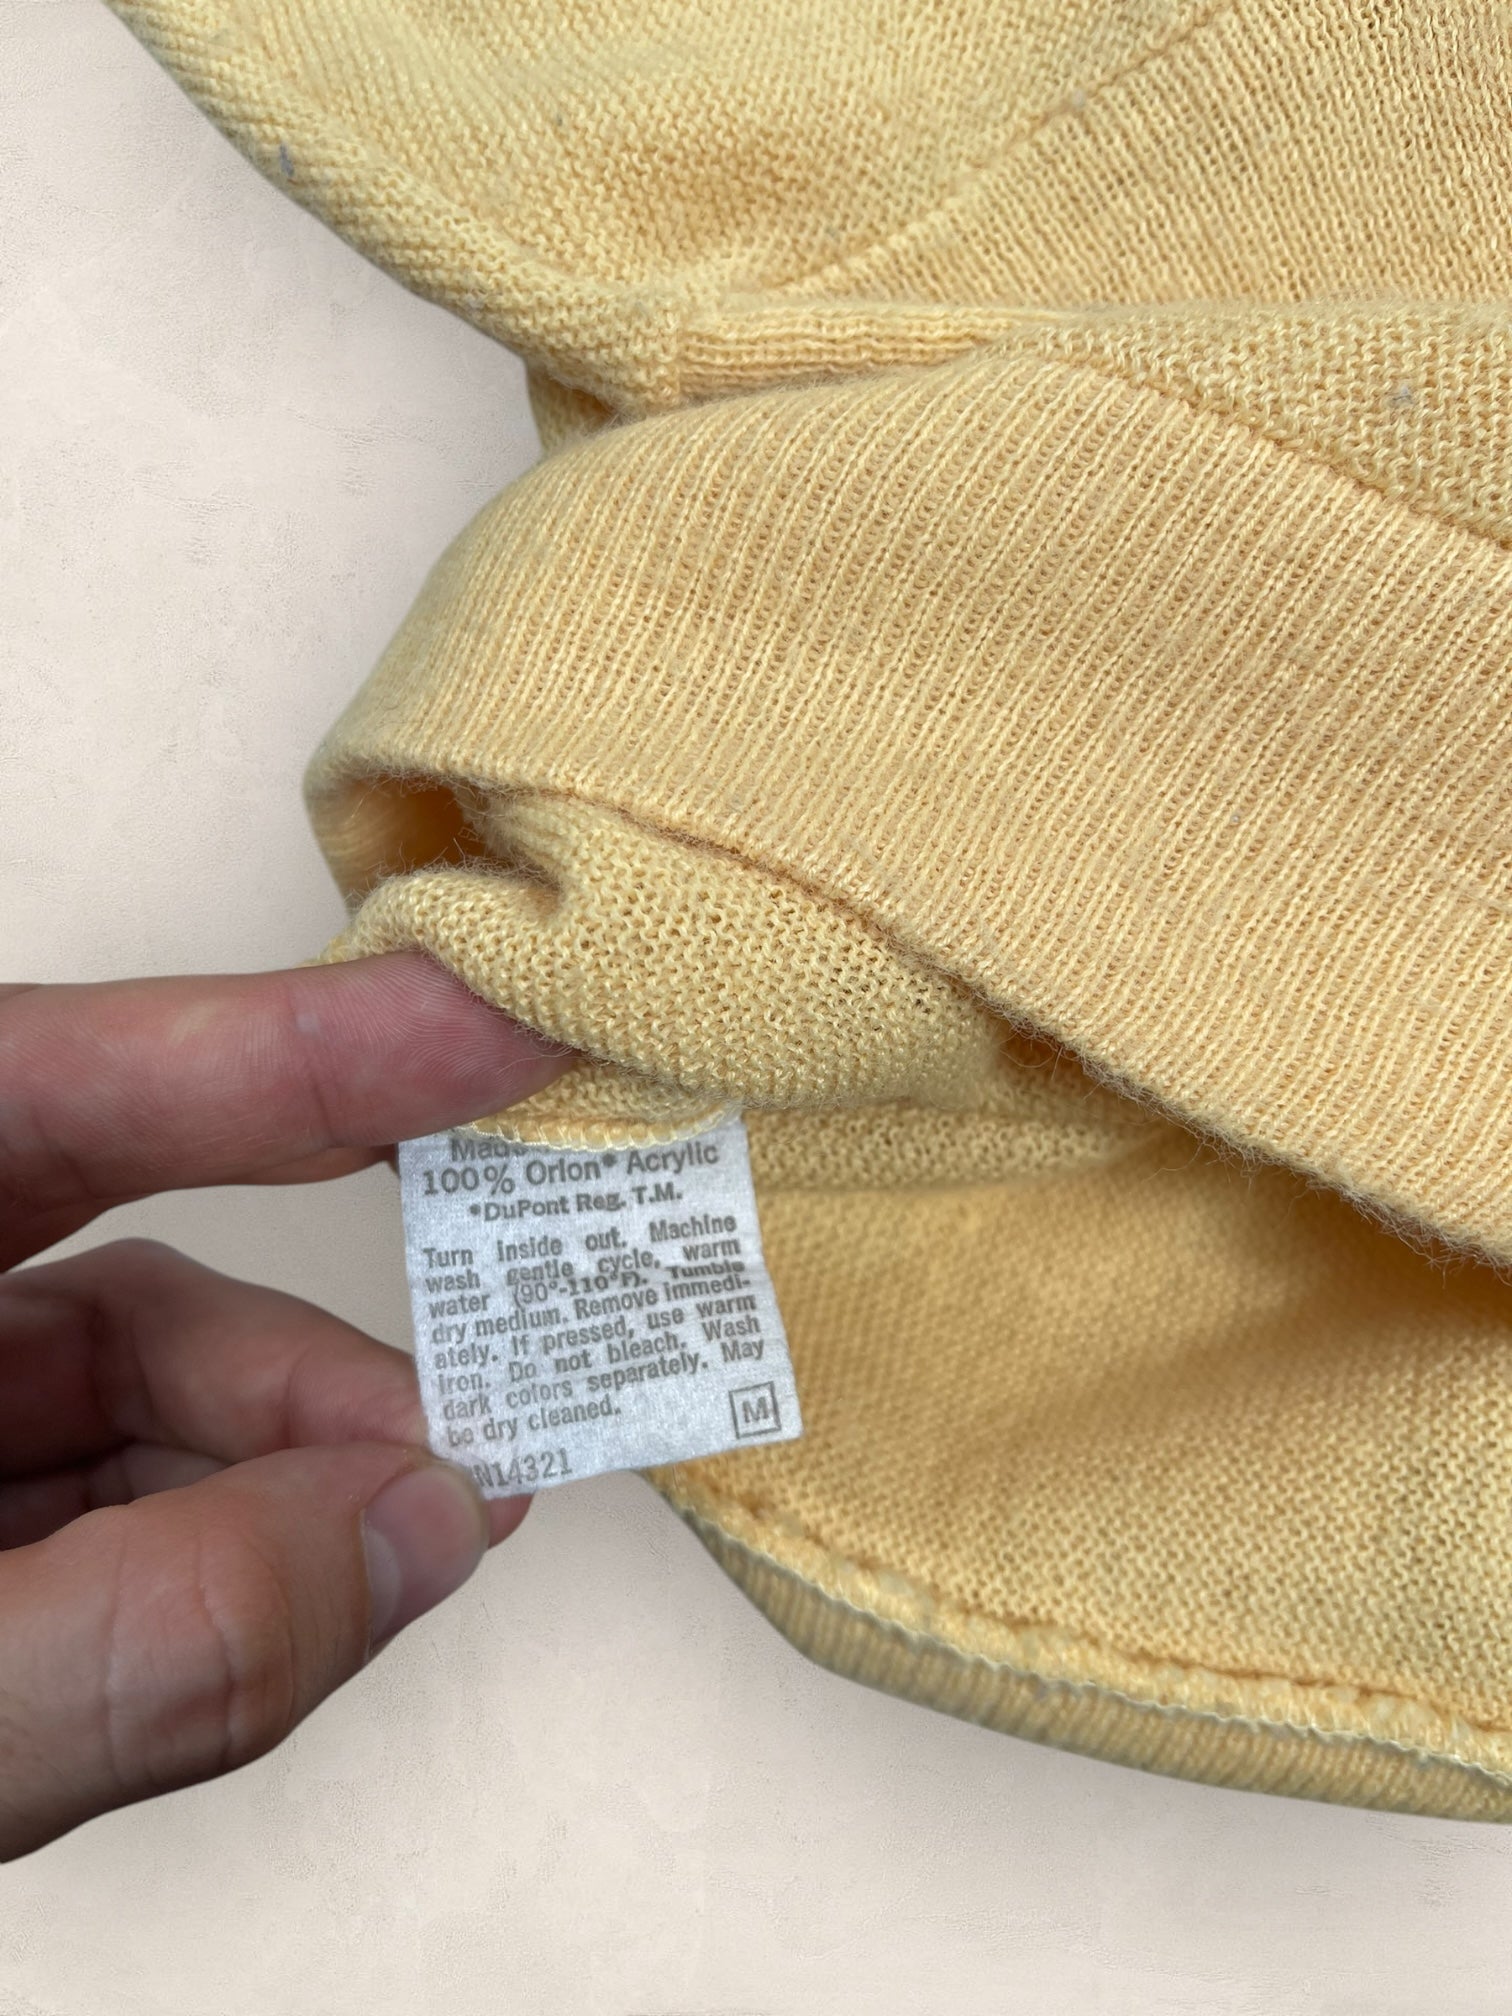 Made
100% Orlon* Acrylic
*DuPont Reg. T.M.
Turn inside out. Machine
wash gentle cycle, warm
water (90°-110°F). Tumble
dry medium. Remove immedi-
ately. If pressed, use warm
iron. Do not bleach. Wash
dark colors separately. May
be dry cleaned.
M
N14321